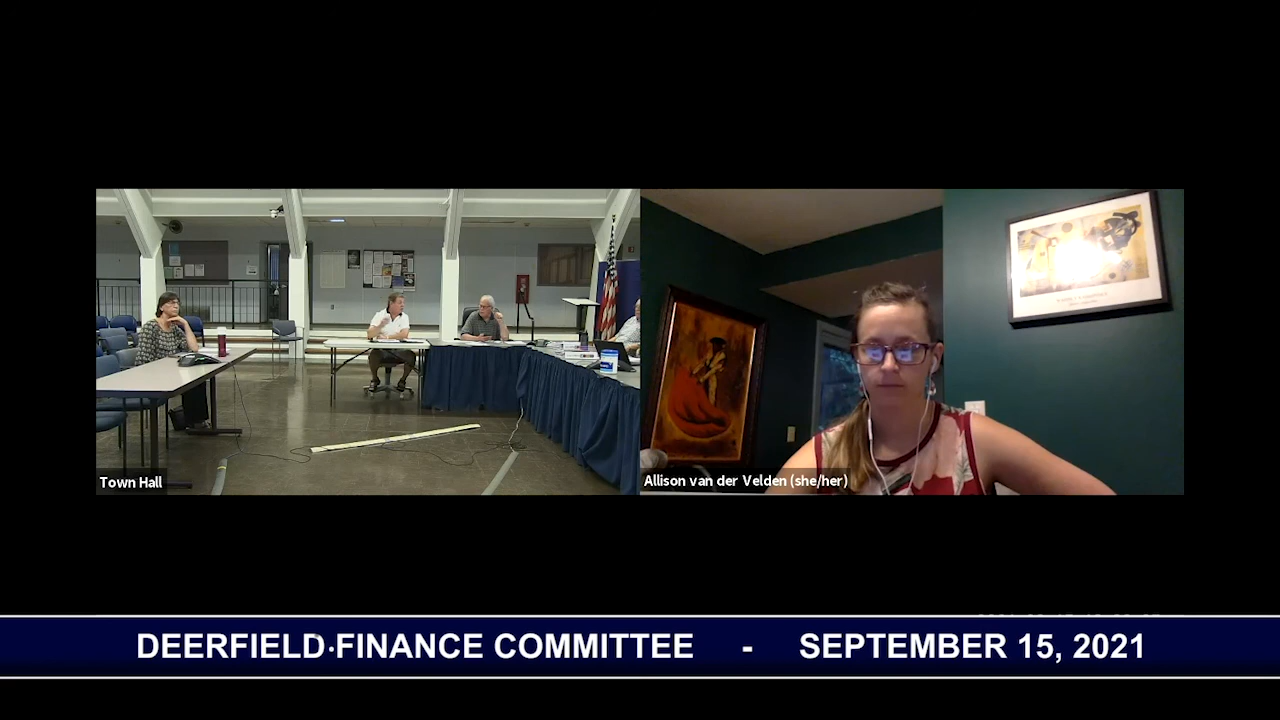 Town Hall
Allison van der Velden (she/her)
DEERFIELD·FINANCE COMMITTEE - SEPTEMBER 15, 2021